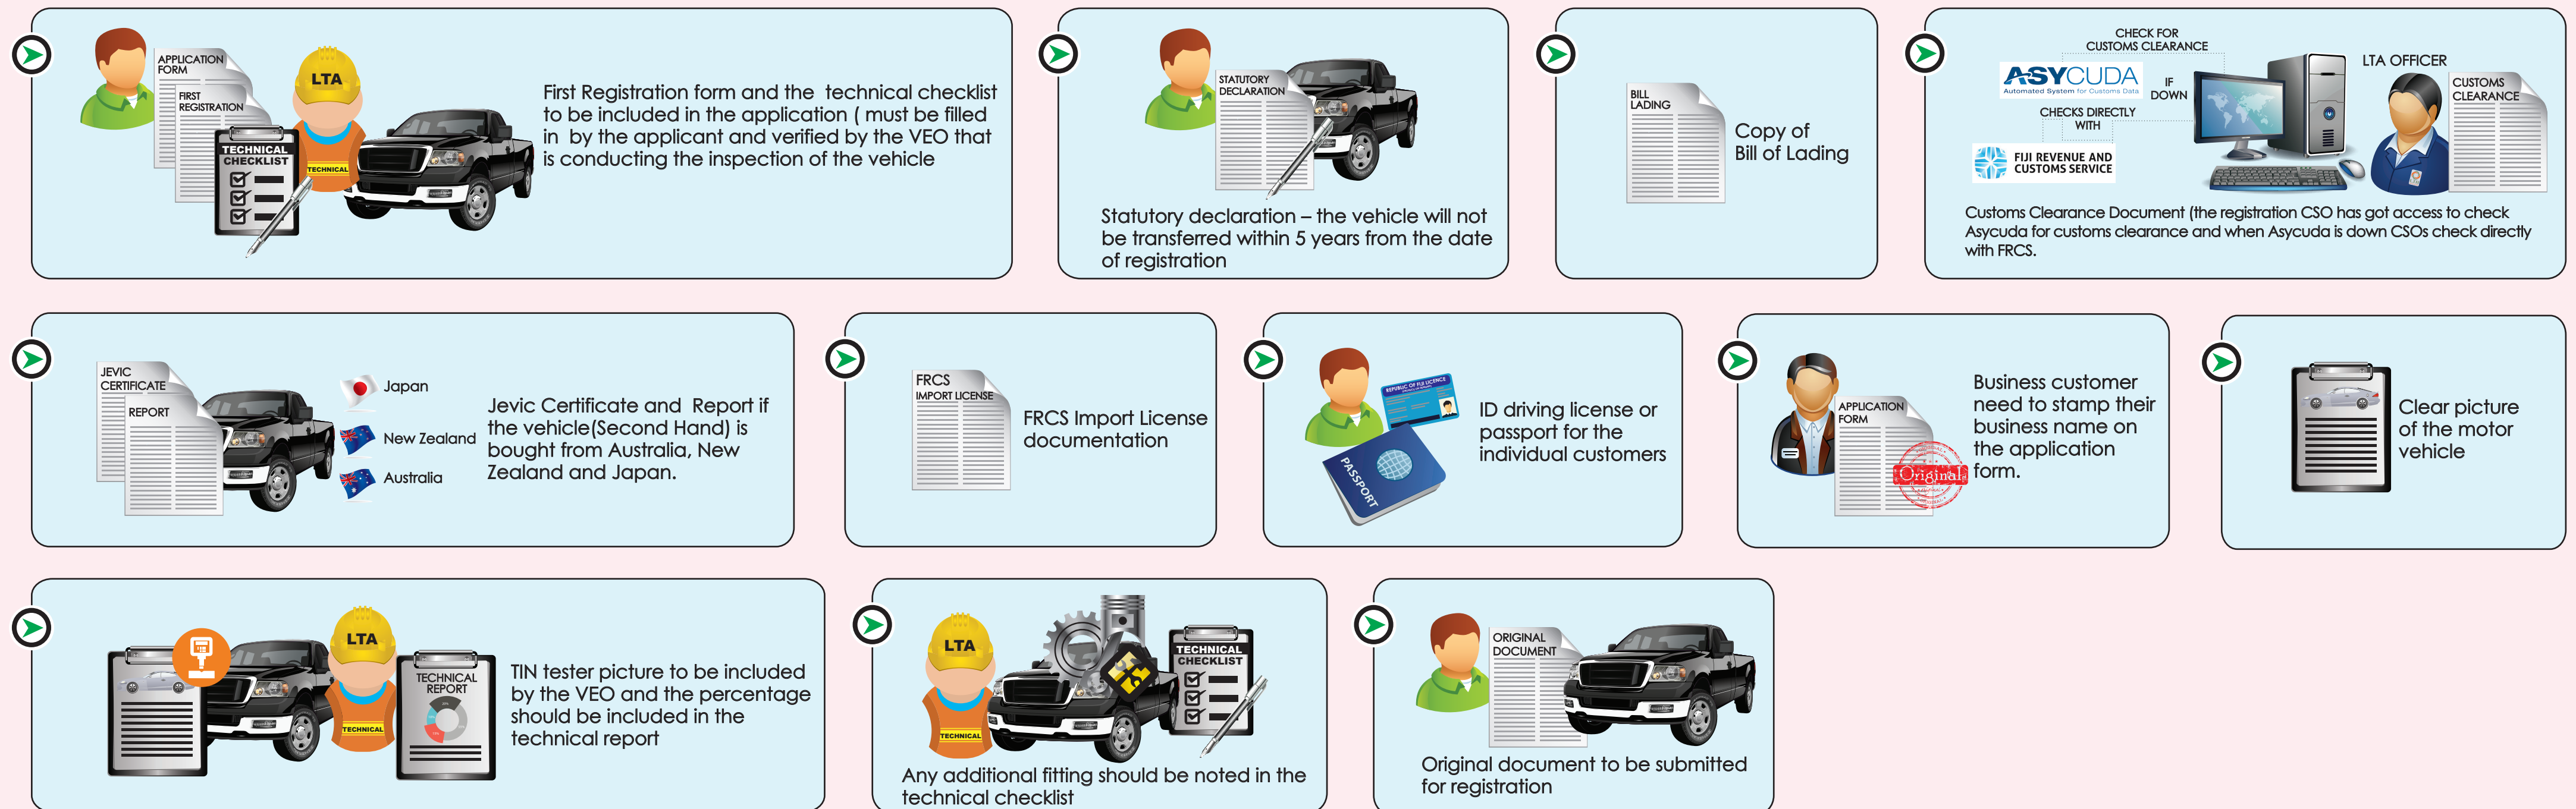 APPLICATION
FORM
FIRST
REGISTRATION
TECHNICAL
CHECKLIST
LTA
TECHNICAL
First Registration form and the technical checklist
to be included in the application ( must be filled
in by the applicant and verified by the VEO that
is conducting the inspection of the vehicle
STATUTORY
DECLARATION
Statutory declaration – the vehicle will not
be transferred within 5 years from the date
of registration
BILL
LADING
Copy of
Bill of Lading
CHECK FOR
CUSTOMS CLEARANCE
ASYCUDA
Automated System for Customs Data
IF
DOWN
CHECKS DIRECTLY
WITH
FIJI REVENUE AND
CUSTOMS SERVICE
LTA OFFICER
CUSTOMS
CLEARANCE
Customs Clearance Document (the registration CSO has got access to check
Asycuda for customs clearance and when Asycuda is down CSOs check directly
with FRCS.
JEVIC
CERTIFICATE
REPORT
Japan
New Zealand
Australia
Jevic Certificate and Report if
the vehicle(Second Hand) is
bought from Australia, New
Zealand and Japan.
FRCS
IMPORT LICENSE
FRCS Import License
documentation
REPUBLIC OF FIJI LICENCE
PASSPORT
ID driving license or
passport for the
individual customers
APPLICATION
FORM
Original
Business customer
need to stamp their
business name on
the application
form.
Clear picture
of the motor
vehicle
LTA
TECHNICAL
TECHNICAL
REPORT
TIN tester picture to be included
by the VEO and the percentage
should be included in the
technical report
LTA
TECHNICAL
TECHNICAL
CHECKLIST
Any additional fitting should be noted in the
technical checklist
ORIGINAL
DOCUMENT
Original document to be submitted
for registration